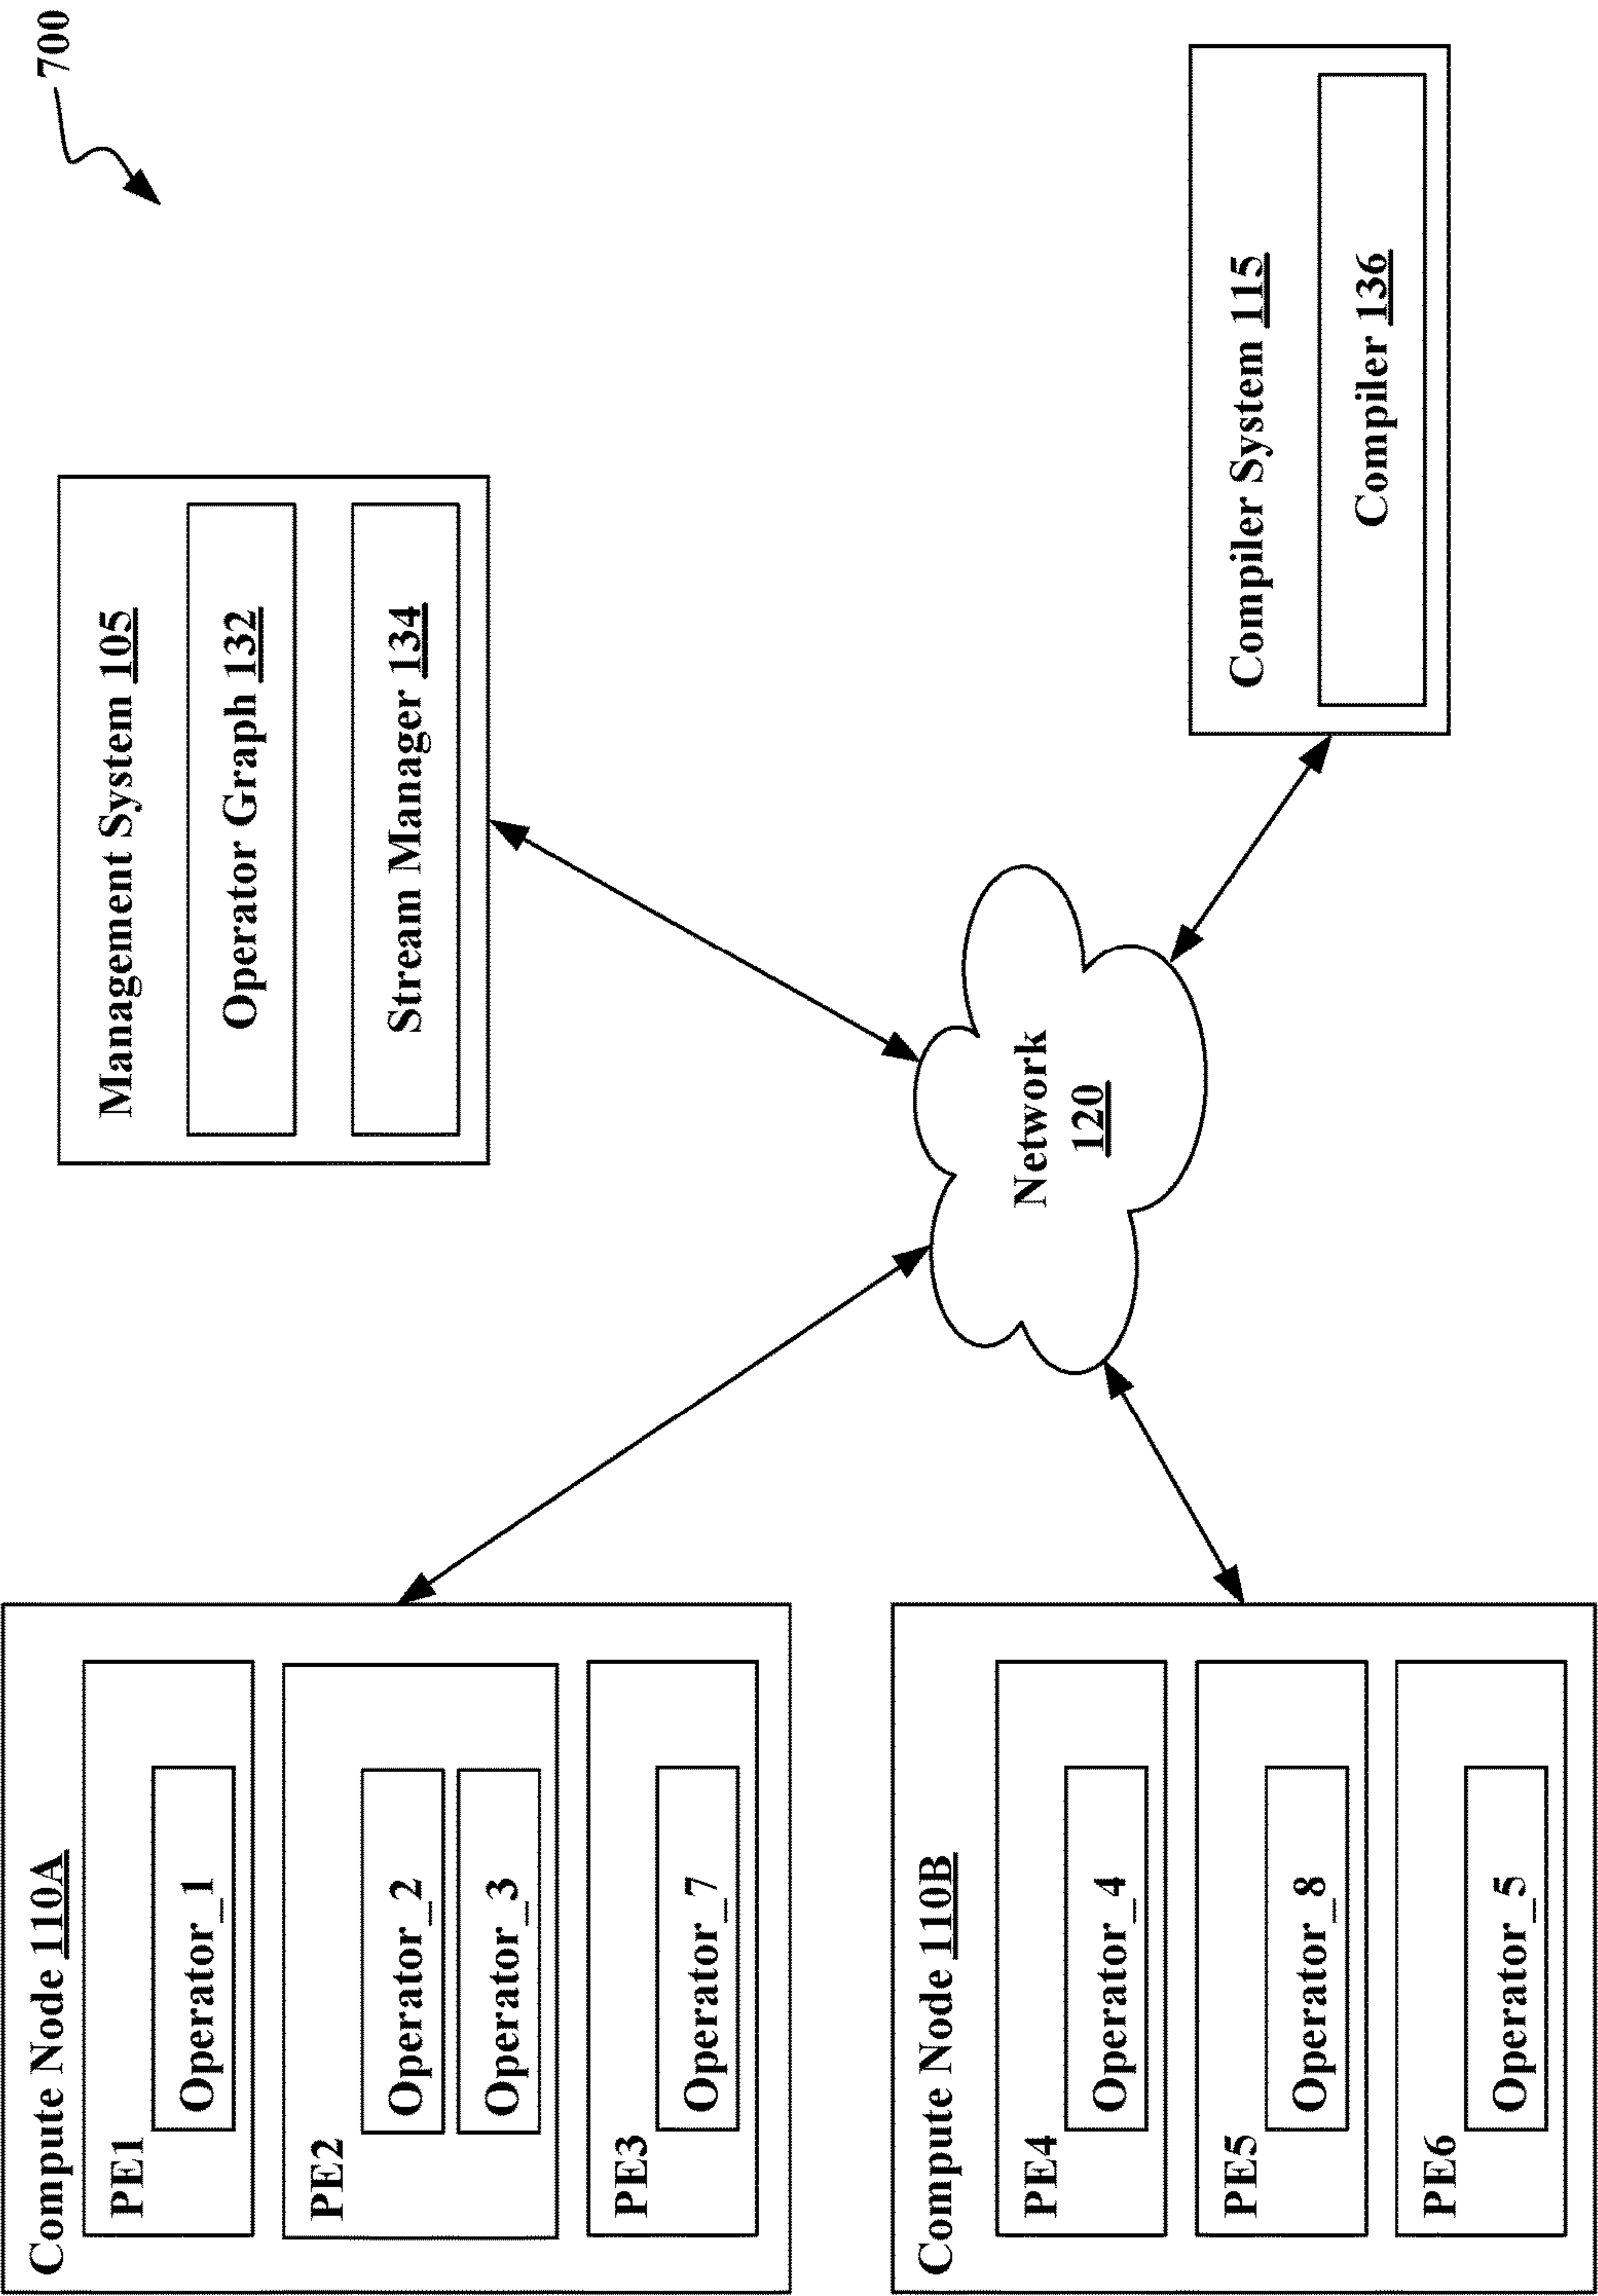 700
Compute Node 110A
PE1
Operator_1
PE2
Operator_2
Operator_3
PE3
Operator_7
Management System 105
Operator Graph 132
Stream Manager 134
Network
120
Compute Node 110B
PE4
Operator_4
PE5
Operator_8
PE6
Operator_5
Compiler System 115
Compiler 136